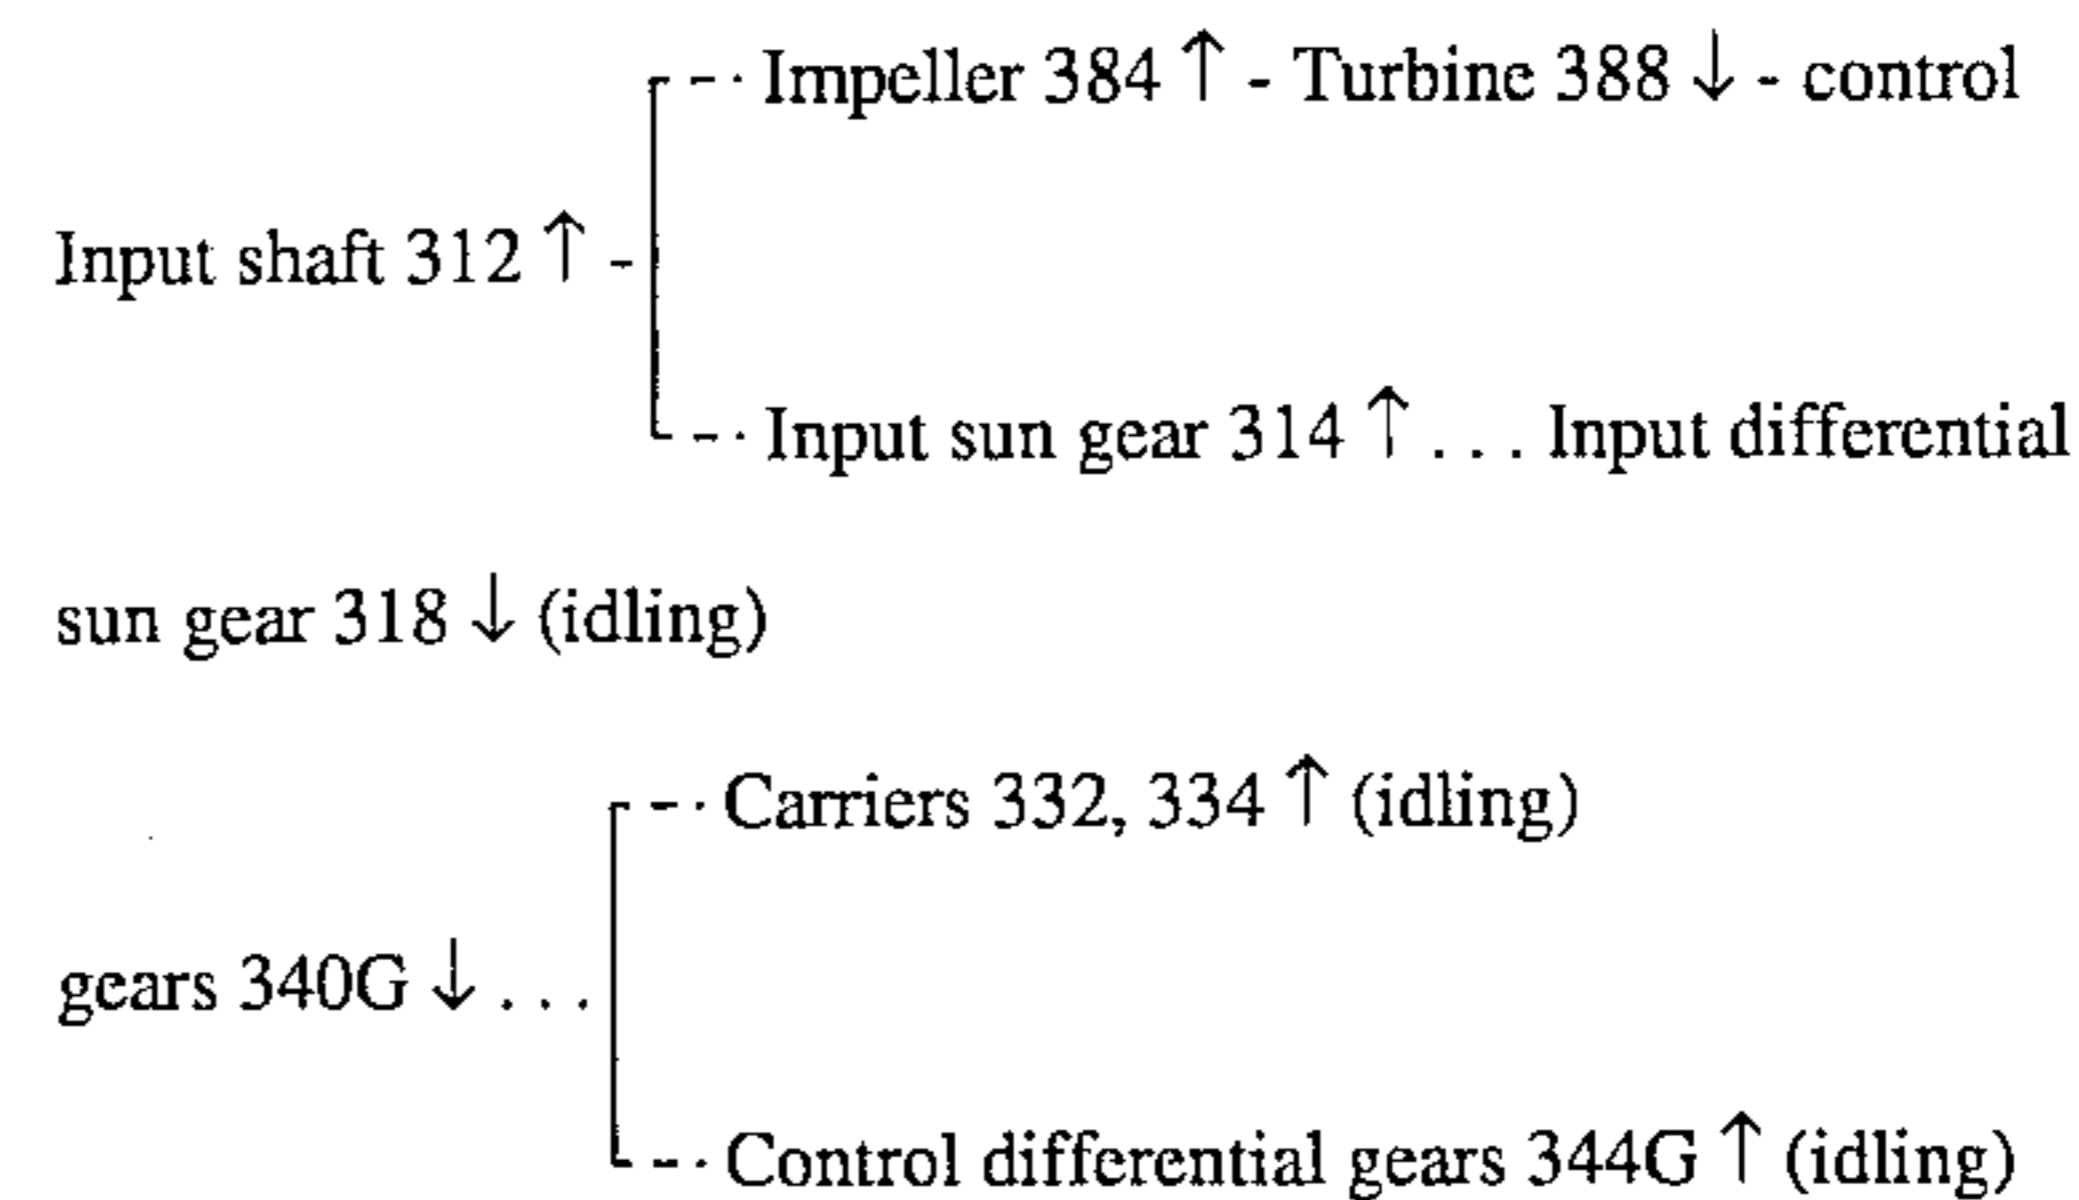 Impeller 384 ↑ - Turbine 388 ↓ - control
Input shaft 312 ↑ -
Input sun gear 314 ↑ . . . Input differential
sun gear 318 ↓ (idling)
Carriers 332, 334 ↑ (idling)
gears 340G ↓ . . .
Control differential gears 344G ↑ (idling)